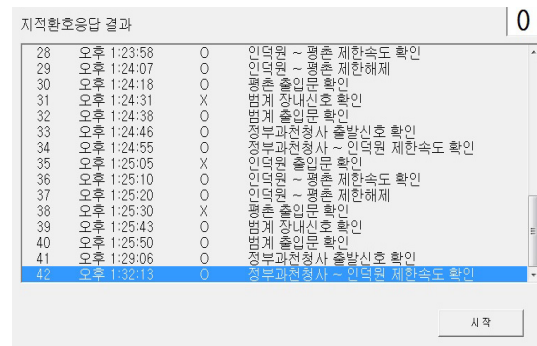 지적환호응답 결과
0
28 오후 1:23:58 O 인덕원 ~ 평촌 제한속도 확인
29 오후 1:24:07 O 인덕원 ~ 평촌 제한해제
30 오후 1:24:18 O 평촌 출입문 확인
31 오후 1:24:31 X 범계 장내신호 확인
32 오후 1:24:38 O 범계 출입문 확인
33 오후 1:24:46 O 정부과천청사 출발신호 확인
34 오후 1:24:55 O 정부과천청사 ~ 인덕원 제한속도 확인
35 오후 1:25:05 X 인덕원 출입문 확인
36 오후 1:25:10 O 인덕원 ~ 평촌 제한속도 확인
37 오후 1:25:20 O 인덕원 ~ 평촌 제한해제
38 오후 1:25:30 X 평촌 출입문 확인
39 오후 1:25:43 O 범계 장내신호 확인
40 오후 1:25:50 O 범계 출입문 확인
41 오후 1:29:06 O 정부과천청사 출발신호 확인
42 오후 1:32:13 O 정부과천청사 ~ 인덕원 제한속도 확인
시작